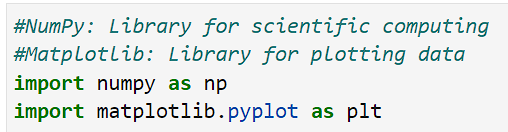 #NumPy: Library for scientific computing
#Matplotlib: Library for plotting data
import numpy as np
import matplotlib.pyplot as plt